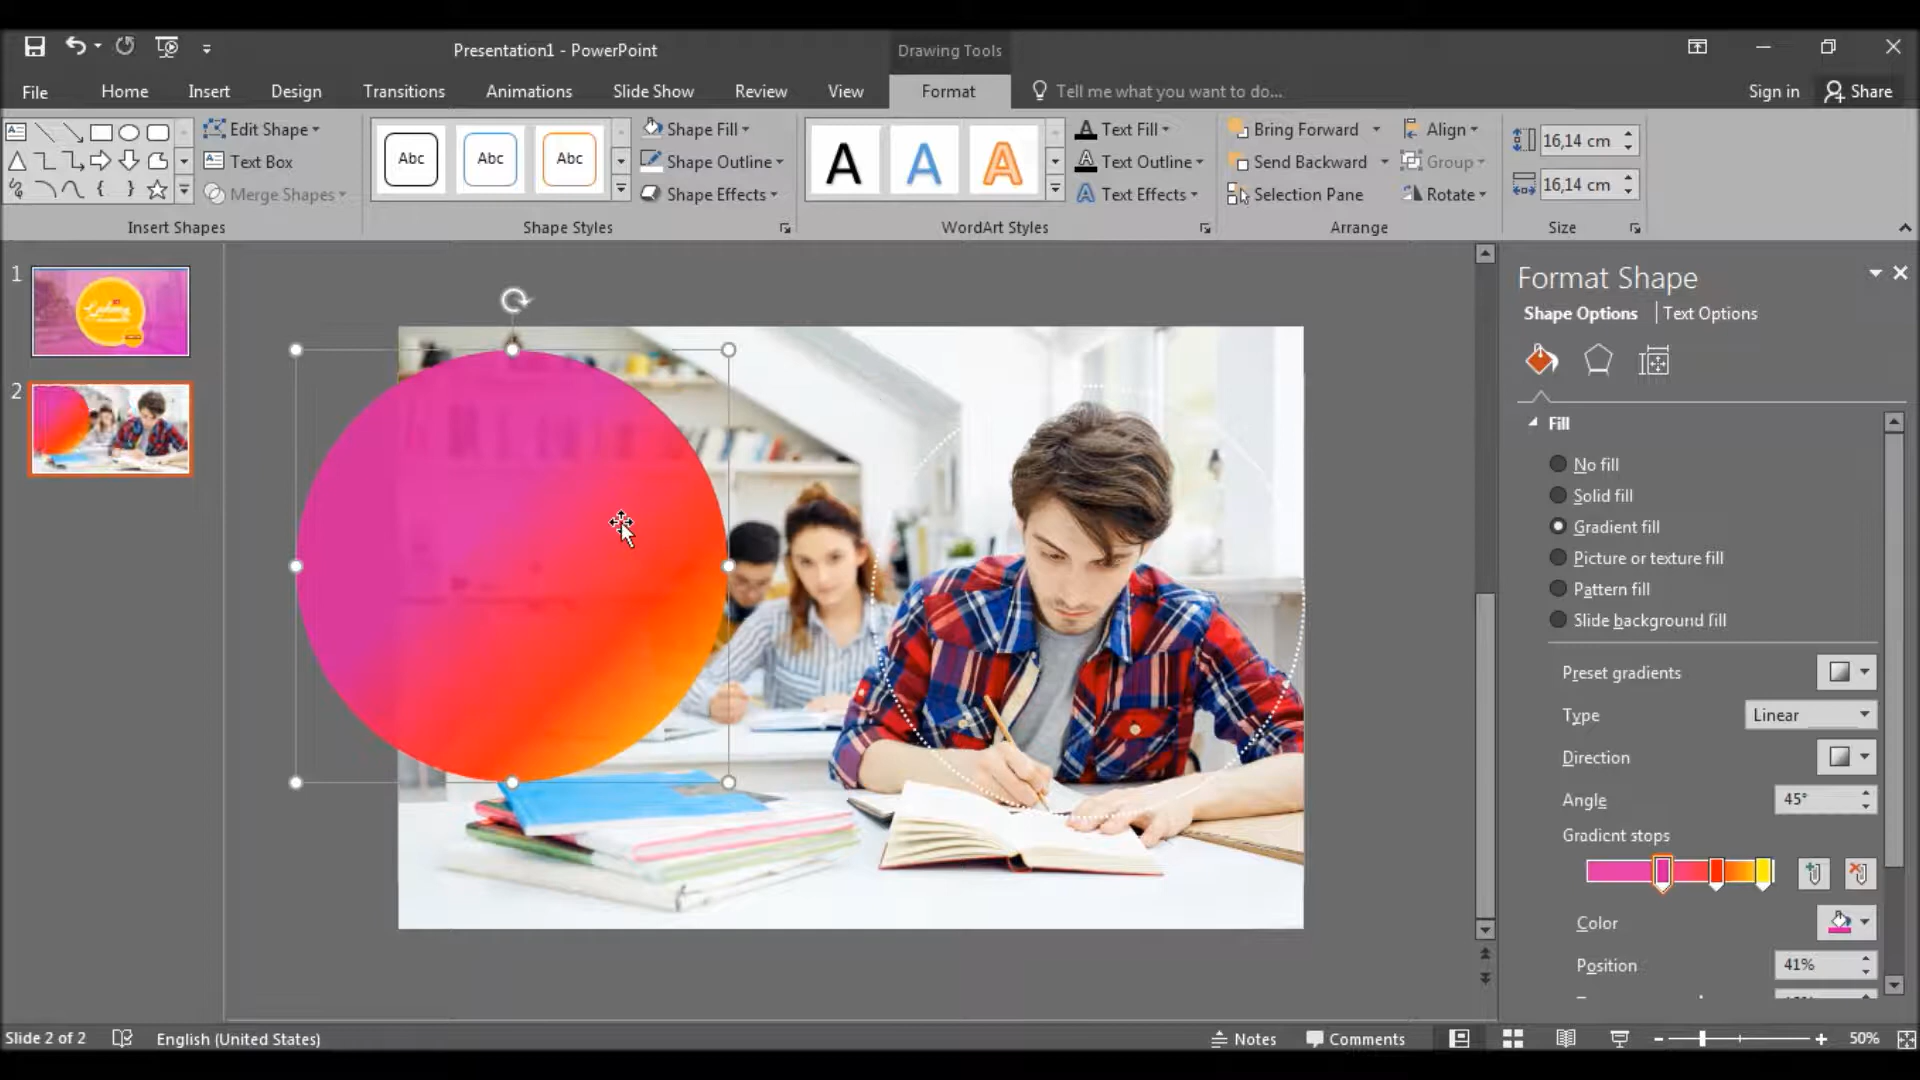 Presentation1 - PowerPoint
Drawing Tools
File Home Insert Design Transitions Animations Slide Show Review View Format Tell me what you want to do... Sign in Share
Edit Shape
Text Box
Merge Shapes
Insert Shapes
Abc Abc Abc
Shape Fill
Shape Outline
Shape Effects
Shape Styles
A A A
Text Fill
Text Outline
Text Effects
WordArt Styles
Bring Forward
Send Backward
Selection Pane
Align
Group
Rotate
Arrange
16,14 cm
16,14 cm
Size
1
2
Format Shape
Shape Options Text Options
Fill
No fill
Solid fill
Gradient fill
Picture or texture fill
Pattern fill
Slide background fill
Preset gradients
Type Linear
Direction
Angle 45°
Gradient stops
Color
Position 41%
Slide 2 of 2 English (United States) Notes Comments 50%